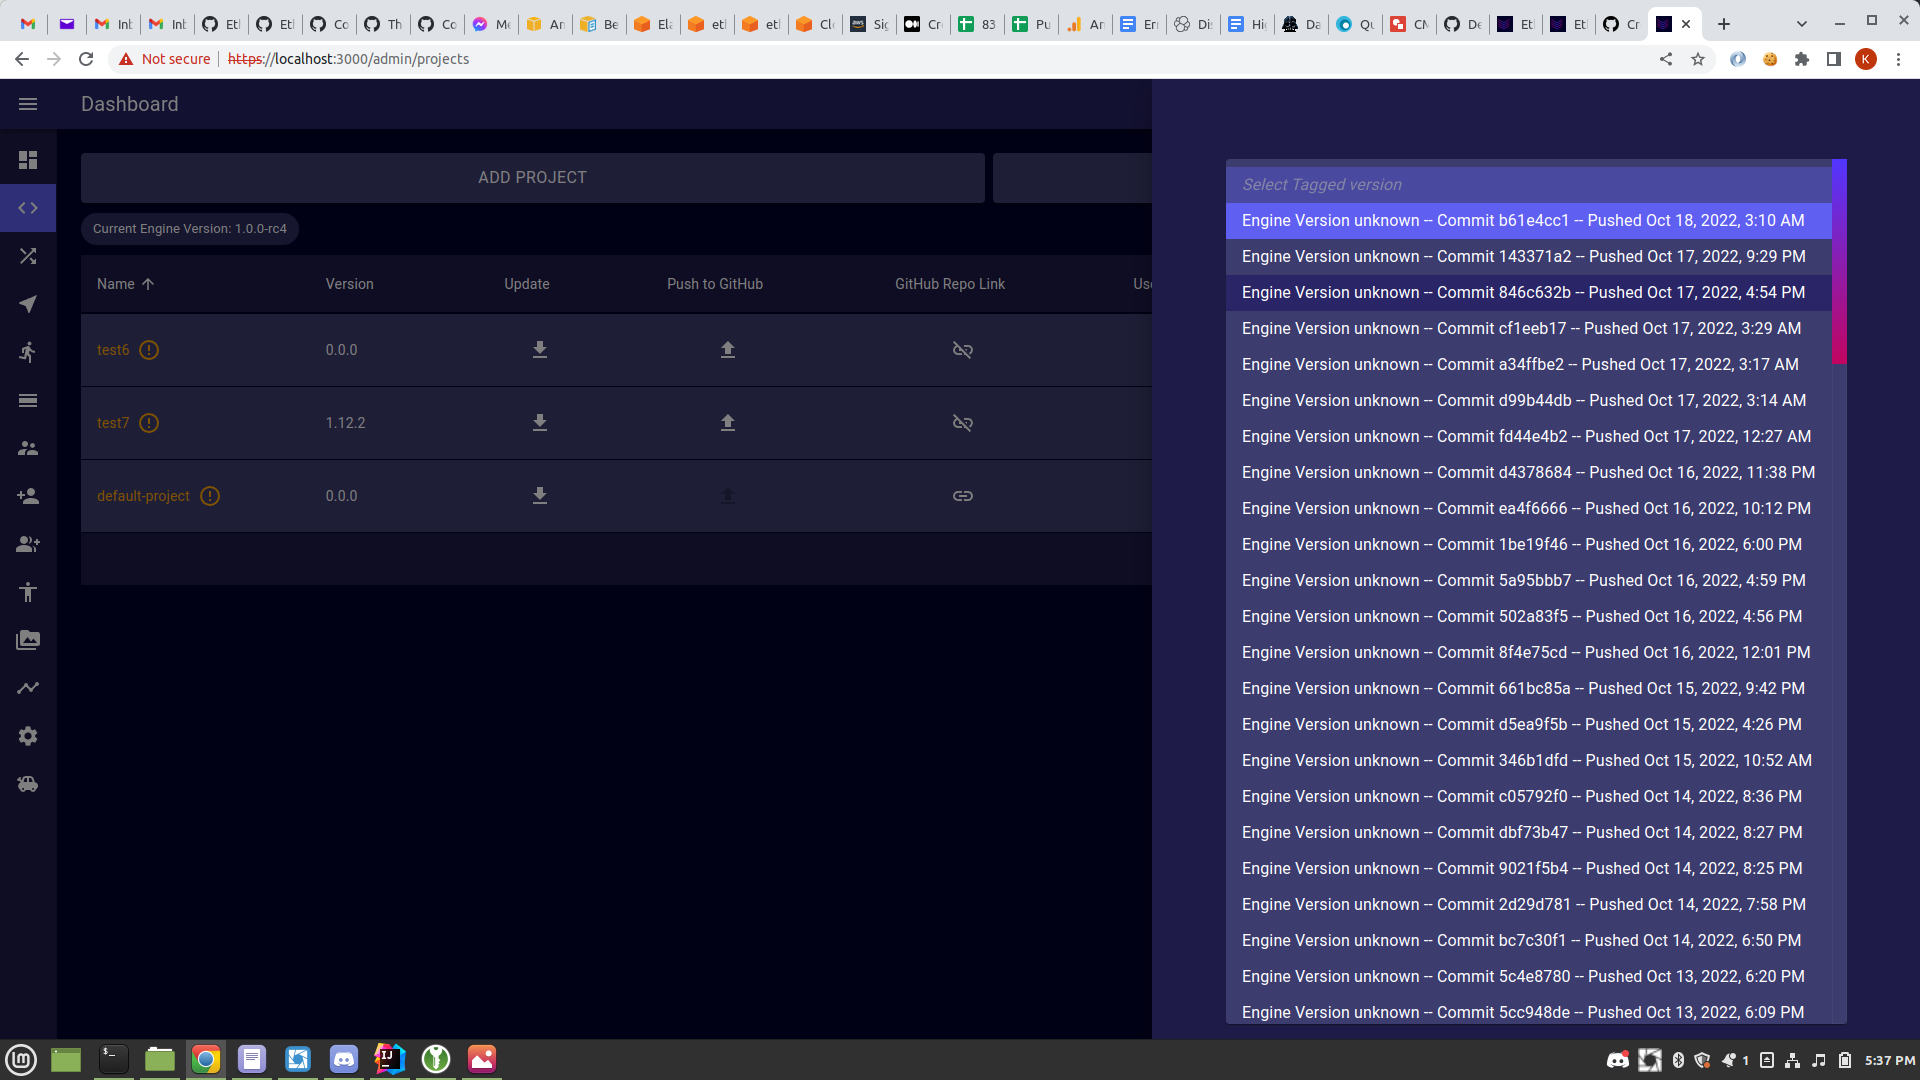 Int
Int
Etl
Etl
Co
Th
Co
Me
An
Be
Ela
etl
etl
Clo
Sig
Cre
83
Pu
An
Err
Dis
Hig
Da
Qu
CM
De
Etl
Etl
Cr
Not secure
https://localhost:3000/admin/projects
K
Dashboard
ADD PROJECT
Current Engine Version: 1.0.0-rc4
Name
Version
Update
Push to GitHub
GitHub Repo Link
test6
0.0.0
test7
1.12.2
default-project
0.0.0
Select Tagged version
Engine Version unknown -- Commit b61e4cc1 -- Pushed Oct 18, 2022, 3:10 AM
Engine Version unknown -- Commit 143371a2 -- Pushed Oct 17, 2022, 9:29 PM
Engine Version unknown -- Commit 846c632b -- Pushed Oct 17, 2022, 4:54 PM
Engine Version unknown -- Commit cf1eeb17 -- Pushed Oct 17, 2022, 3:29 AM
Engine Version unknown -- Commit a34ffbe2 -- Pushed Oct 17, 2022, 3:17 AM
Engine Version unknown -- Commit d99b44db -- Pushed Oct 17, 2022, 3:14 AM
Engine Version unknown -- Commit fd44e4b2 -- Pushed Oct 17, 2022, 12:27 AM
Engine Version unknown -- Commit d4378684 -- Pushed Oct 16, 2022, 11:38 PM
Engine Version unknown -- Commit ea4f6666 -- Pushed Oct 16, 2022, 10:12 PM
Engine Version unknown -- Commit 1be19f46 -- Pushed Oct 16, 2022, 6:00 PM
Engine Version unknown -- Commit 5a95bbb7 -- Pushed Oct 16, 2022, 4:59 PM
Engine Version unknown -- Commit 502a83f5 -- Pushed Oct 16, 2022, 4:56 PM
Engine Version unknown -- Commit 8f4e75cd -- Pushed Oct 16, 2022, 12:01 PM
Engine Version unknown -- Commit 661bc85a -- Pushed Oct 15, 2022, 9:42 PM
Engine Version unknown -- Commit d5ea9f5b -- Pushed Oct 15, 2022, 4:26 PM
Engine Version unknown -- Commit 346b1dfd -- Pushed Oct 15, 2022, 10:52 AM
Engine Version unknown -- Commit c05792f0 -- Pushed Oct 14, 2022, 8:36 PM
Engine Version unknown -- Commit dbf73b47 -- Pushed Oct 14, 2022, 8:27 PM
Engine Version unknown -- Commit 9021f5b4 -- Pushed Oct 14, 2022, 8:25 PM
Engine Version unknown -- Commit 2d29d781 -- Pushed Oct 14, 2022, 7:58 PM
Engine Version unknown -- Commit bc7c30f1 -- Pushed Oct 14, 2022, 6:50 PM
Engine Version unknown -- Commit 5c4e8780 -- Pushed Oct 13, 2022, 6:20 PM
Engine Version unknown -- Commit 5cc948de -- Pushed Oct 13, 2022, 6:09 PM
1
5:37 PM